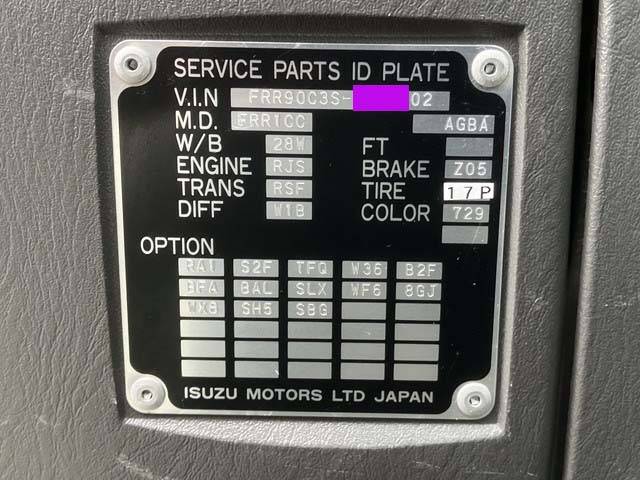 SERVICE PARTS ID PLATE
V.I.N FRR90C3S- 02
M.D. FRR1CC AGBA
W/B 28W FT
ENGINE RJS BRAKE Z05
TRANS RSF TIRE 17P
DIFF W1B COLOR 729
OPTION
RA1 S2F TFQ W36 B2F
BFA 8AL SLX WF6 8GJ
WX8 SH5 SBG
ISUZU MOTORS LTD JAPAN